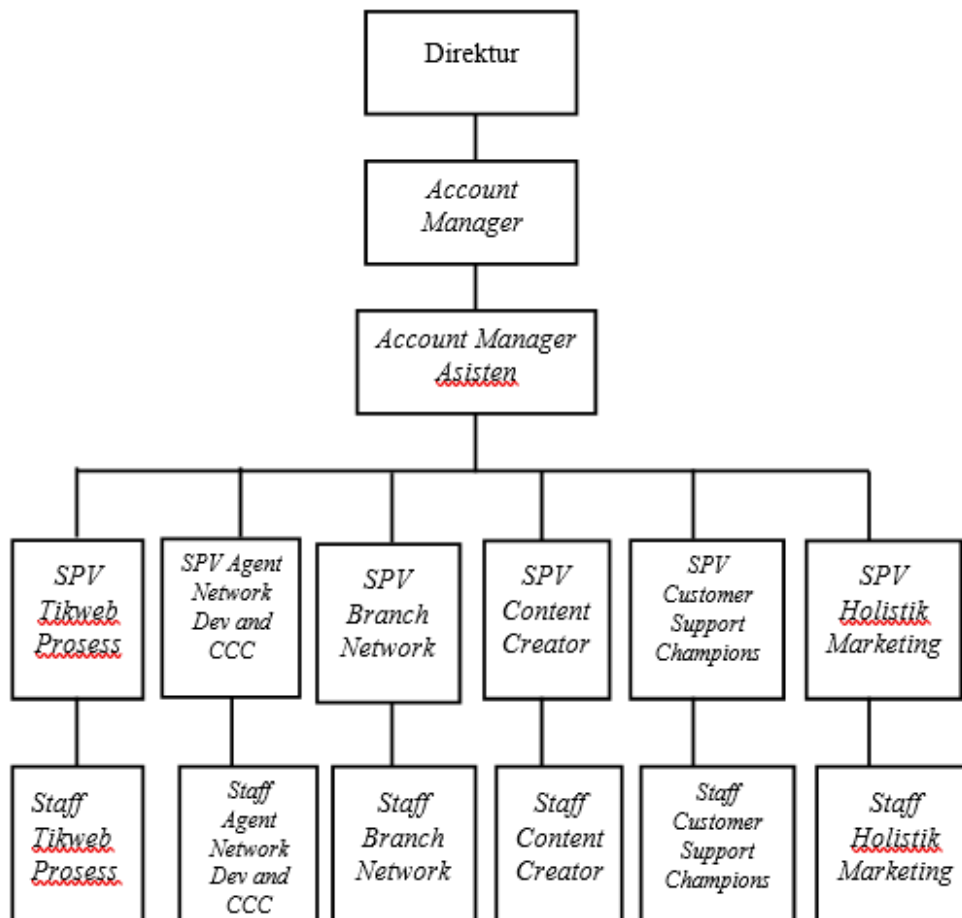 Direktur
Account
Manager
Account Manager
Asisten
SPV
Tikweb
Prosess
SPV Agent
Network
Dev and
CCC
SPV
Branch
Network
SPV
Content
Creator
SPV
Customer
Support
Champions
SPV
Holistik
Marketing
Staff
Tikweb
Prosess
Staff
Agent
Network
Dev and
CCC
Staff
Branch
Network
Staff
Content
Creator
Staff
Customer
Support
Champions
Staff
Holistik
Marketing